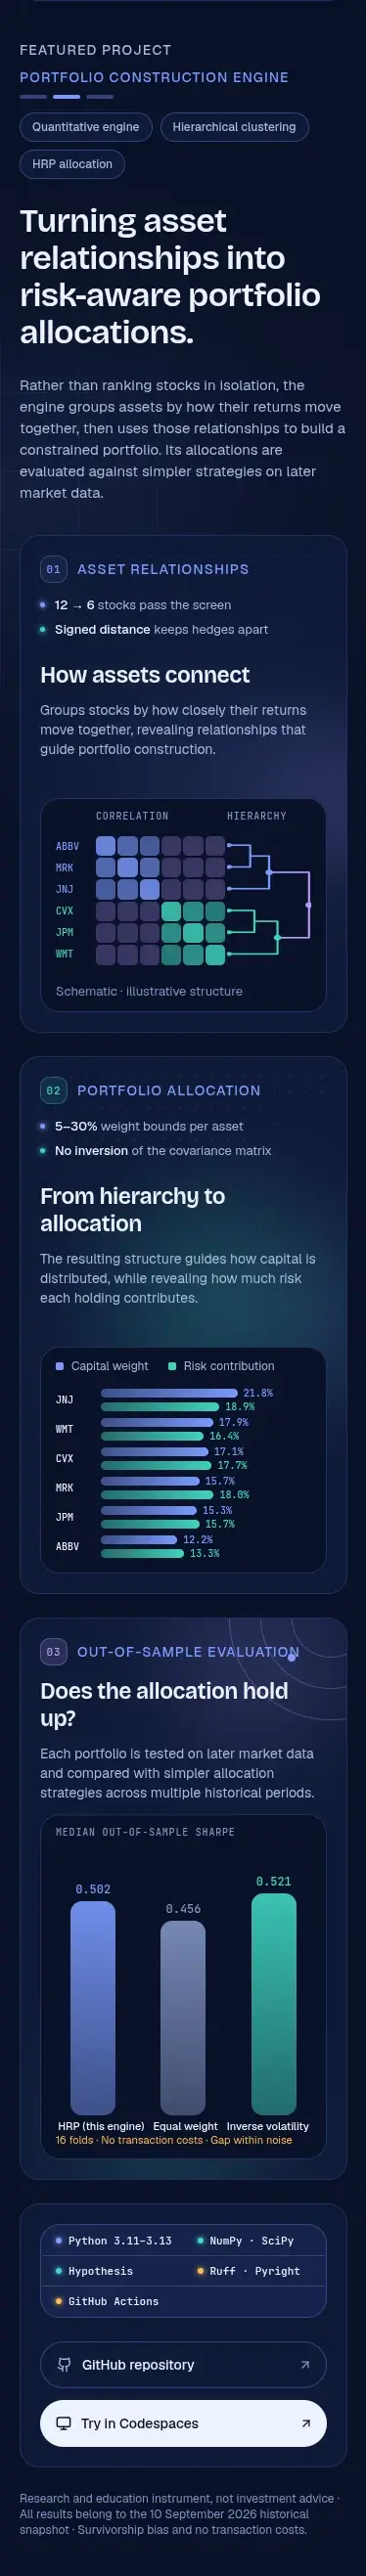 FEATURED PROJECT
PORTFOLIO CONSTRUCTION ENGINE
Quantitative engine
Hierarchical clustering
HRP allocation
Turning asset
relationships into
risk-aware portfolio
allocations.
Rather than ranking stocks in isolation, the
engine groups assets by how their returns move
together, then uses those relationships to build a
constrained portfolio. Its allocations are
evaluated against simpler strategies on later
market data.
01 ASSET RELATIONSHIPS
12 → 6 stocks pass the screen
Signed distance keeps hedges apart
How assets connect
Groups stocks by how closely their returns
move together, revealing relationships that
guide portfolio construction.
CORRELATION HIERARCHY
ABBV
MRK
JNJ
CVX
JPM
WMT
Schematic · illustrative structure
02 PORTFOLIO ALLOCATION
5–30% weight bounds per asset
No inversion of the covariance matrix
From hierarchy to
allocation
The resulting structure guides how capital is
distributed, while revealing how much risk
each holding contributes.
Capital weight Risk contribution
JNJ 21.8%
18.9%
WMT 17.9%
16.4%
CVX 17.1%
17.7%
MRK 15.7%
18.0%
JPM 15.3%
15.7%
ABBV 12.2%
13.3%
03 OUT-OF-SAMPLE EVALUATION
Does the allocation hold
up?
Each portfolio is tested on later market data
and compared with simpler allocation
strategies across multiple historical periods.
MEDIAN OUT-OF-SAMPLE SHARPE
0.502 0.456 0.521
HRP (this engine) Equal weight Inverse volatility
16 folds · No transaction costs · Gap within noise
Python 3.11–3.13 NumPy · SciPy
Hypothesis Ruff · Pyright
GitHub Actions
GitHub repository
Try in Codespaces
Research and education instrument, not investment advice ·
All results belong to the 10 September 2026 historical
snapshot · Survivorship bias and no transaction costs.